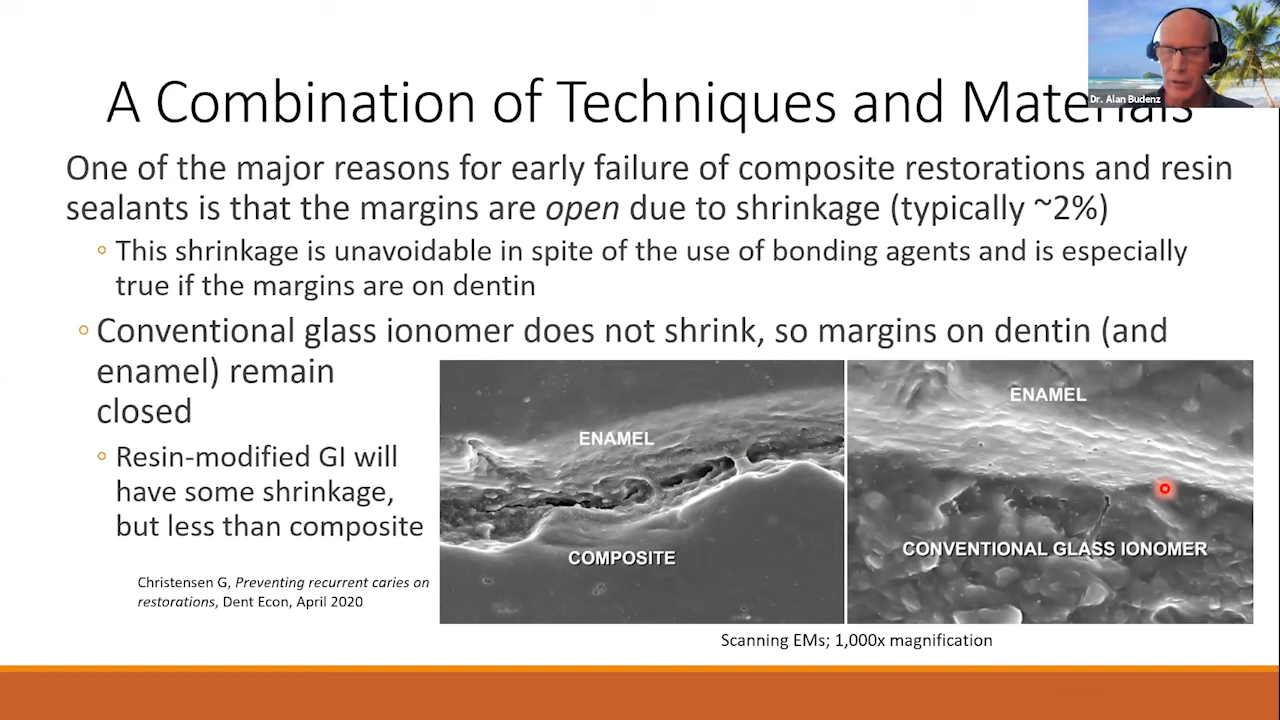 A Combination of Techniques and Materials
Dr. Alan Budenz
One of the major reasons for early failure of composite restorations and resin
sealants is that the margins are open due to shrinkage (typically ~2%)
◦ This shrinkage is unavoidable in spite of the use of bonding agents and is especially
true if the margins are on dentin
◦ Conventional glass ionomer does not shrink, so margins on dentin (and
enamel) remain
closed
◦ Resin-modified GI will
have some shrinkage,
but less than composite
Christensen G, Preventing recurrent caries on
restorations, Dent Econ, April 2020
ENAMEL
COMPOSITE
ENAMEL
CONVENTIONAL GLASS IONOMER
Scanning EMs; 1,000x magnification